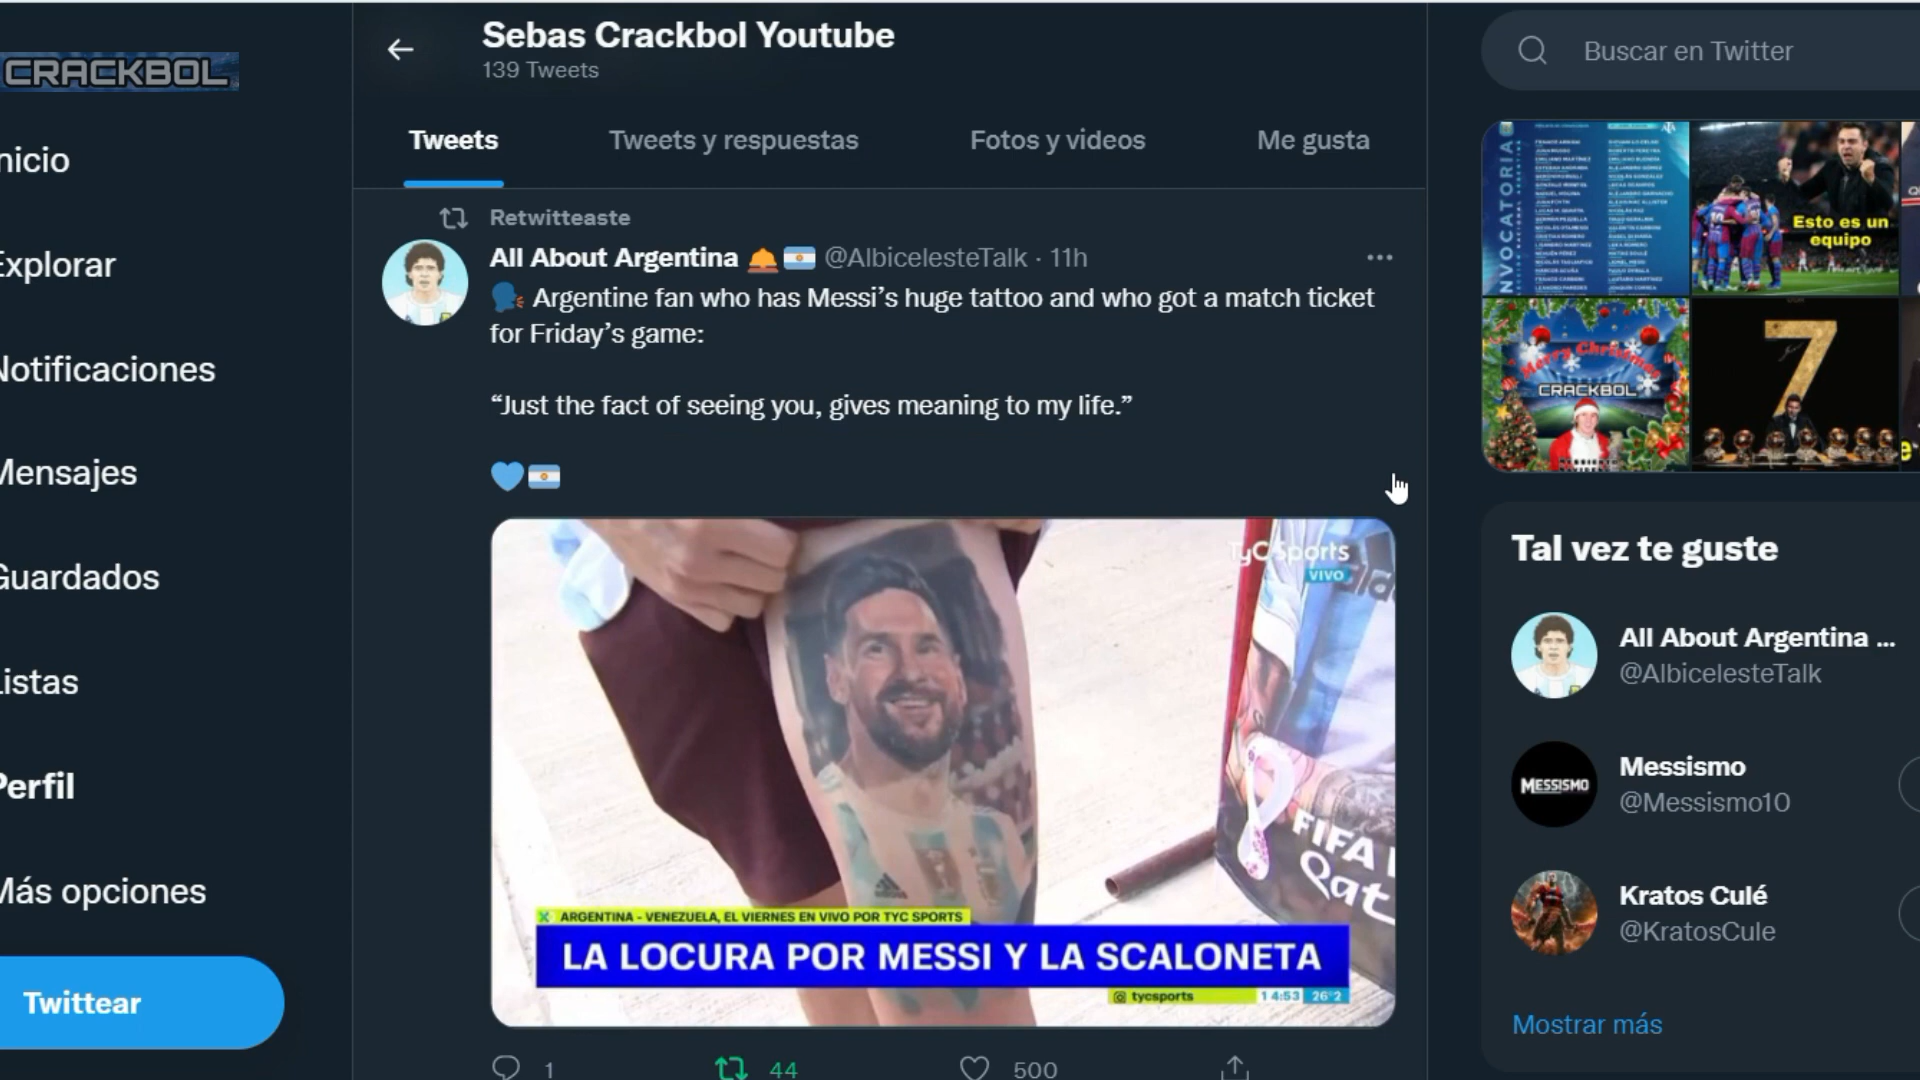 CRACKBOL
nicio
Explorar
Notificaciones
Mensajes
Guardados
Listas
Perfil
Más opciones
Twittear
Sebas Crackbol Youtube
139 Tweets
Tweets
Tweets y respuestas
Fotos y videos
Me gusta
Retwitteaste
All About Argentina @AlbicelesteTalk · 11h
Argentine fan who has Messi’s huge tattoo and who got a match ticket
for Friday’s game:
“Just the fact of seeing you, gives meaning to my life.”
TyC Sports
VIVO
FIFA
Qat
ARGENTINA - VENEZUELA, EL VIERNES EN VIVO POR TYC SPORTS
LA LOCURA POR MESSI Y LA SCALONETA
tycsports
14:53 26°2
1
44
500
Buscar en Twitter
NVOCATORIA
Esto es un
equipo
Merry Christmas
CRACKBOL
7
Tal vez te guste
All About Argentina ...
@AlbicelesteTalk
MESSISMO
Messismo
@Messismo10
Kratos Culé
@KratosCule
Mostrar más